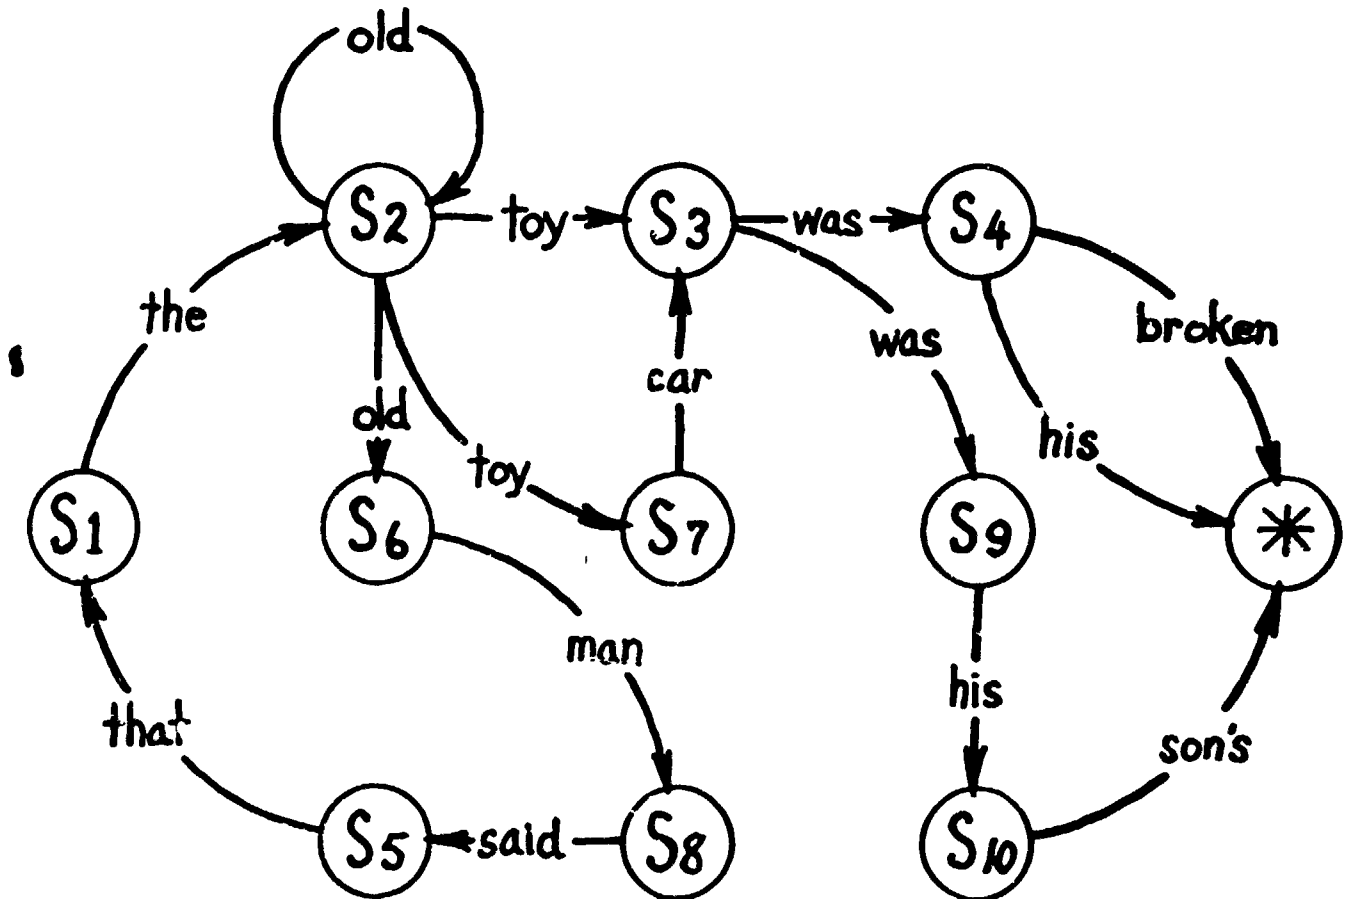 old
S2 toy S3 was S4
the
broken
was
car
old
his
toy
S1 S6 S7 S9 *
man
his
that
son's
S5 said S8 S10